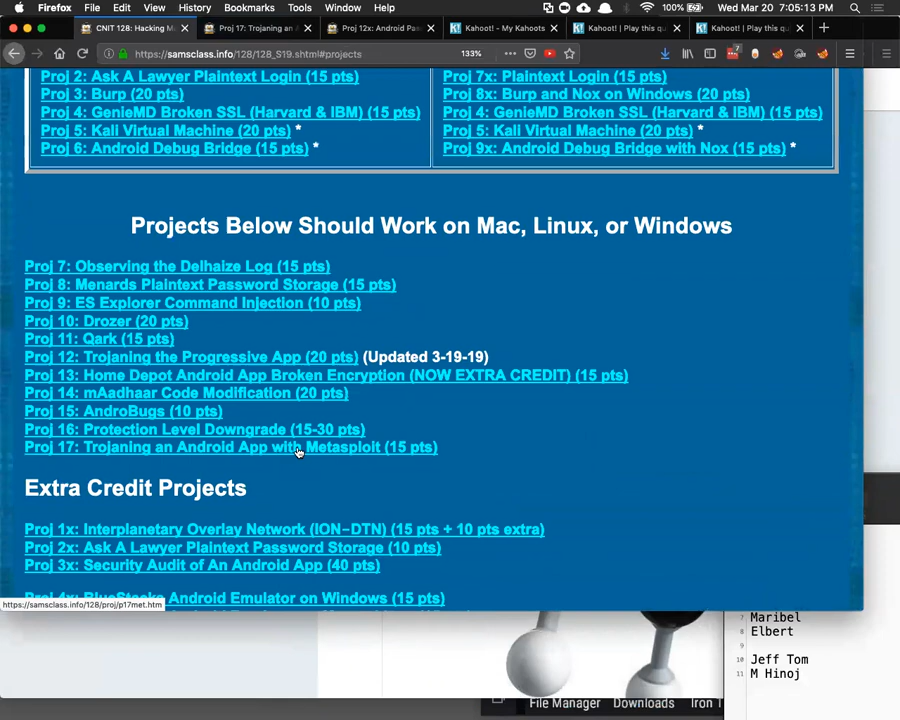 Firefox File Edit View History Bookmarks Tools Window Help 100% Wed Mar 20 7:05:13 PM
CNIT 128: Hacking M Proj 17: Trojaning an A Proj 12x: Android Pas Kahoot! - My Kahoots Kahoot! | Play this qu Kahoot! | Play this qu
https://samsclass.info/128/128_S19.shtml#projects 133% 7
Proj 2: Ask A Lawyer Plaintext Login (15 pts)
Proj 3: Burp (20 pts)
Proj 4: GenieMD Broken SSL (Harvard & IBM) (15 pts)
Proj 5: Kali Virtual Machine (20 pts) *
Proj 6: Android Debug Bridge (15 pts) *
Proj 7x: Plaintext Login (15 pts)
Proj 8x: Burp and Nox on Windows (20 pts)
Proj 4: GenieMD Broken SSL (Harvard & IBM) (15 pts)
Proj 5: Kali Virtual Machine (20 pts) *
Proj 9x: Android Debug Bridge with Nox (15 pts) *
Projects Below Should Work on Mac, Linux, or Windows
Proj 7: Observing the Delhaize Log (15 pts)
Proj 8: Menards Plaintext Password Storage (15 pts)
Proj 9: ES Explorer Command Injection (10 pts)
Proj 10: Drozer (20 pts)
Proj 11: Qark (15 pts)
Proj 12: Trojaning the Progressive App (20 pts) (Updated 3-19-19)
Proj 13: Home Depot Android App Broken Encryption (NOW EXTRA CREDIT) (15 pts)
Proj 14: mAadhaar Code Modification (20 pts)
Proj 15: AndroBugs (10 pts)
Proj 16: Protection Level Downgrade (15-30 pts)
Proj 17: Trojaning an Android App with Metasploit (15 pts)
Extra Credit Projects
Proj 1x: Interplanetary Overlay Network (ION-DTN) (15 pts + 10 pts extra)
Proj 2x: Ask A Lawyer Plaintext Password Storage (10 pts)
Proj 3x: Security Audit of An Android App (40 pts)
Proj 4x: BlueStacks Android Emulator on Windows (15 pts)
https://samsclass.info/128/proj/p17met.htm
7 Maribel
8 Elbert
9
10 Jeff Tom
11 M Hinoj
File Manager Downloads Iron T